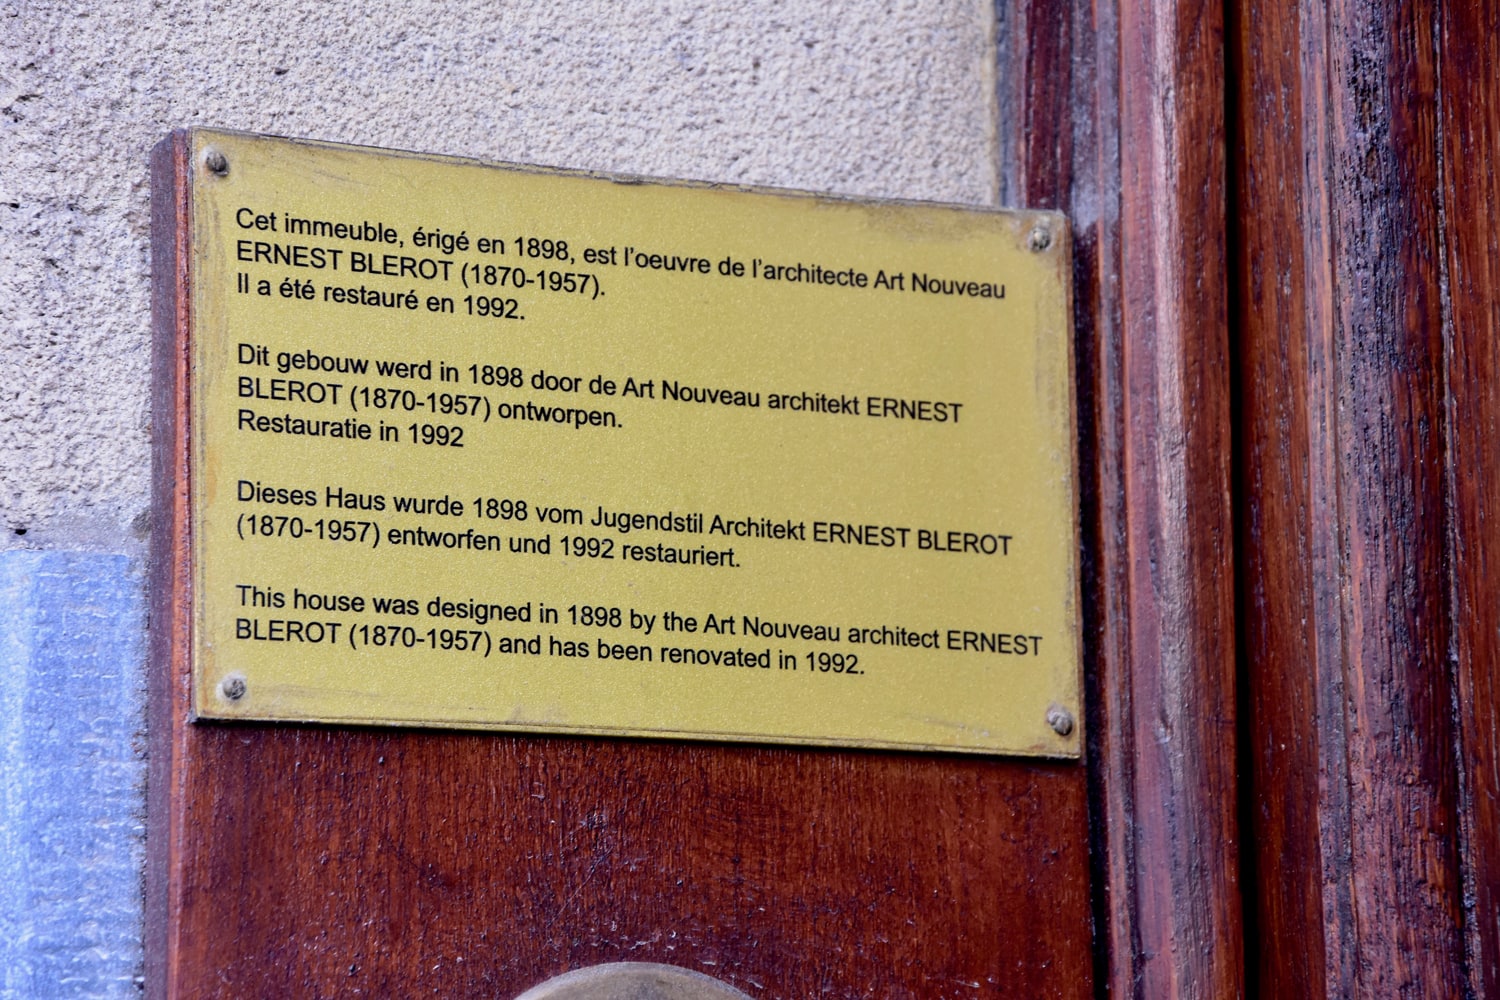 Cet immeuble, érigé en 1898, est l'oeuvre de l'architecte Art Nouveau
ERNEST BLEROT (1870-1957).
Il a été restauré en 1992.
Dit gebouw werd in 1898 door de Art Nouveau architekt ERNEST
BLEROT (1870-1957) ontworpen.
Restauratie in 1992
Dieses Haus wurde 1898 vom Jugendstil Architekt ERNEST BLEROT
(1870-1957) entworfen und 1992 restauriert.
This house was designed in 1898 by the Art Nouveau architect ERNEST
BLEROT (1870-1957) and has been renovated in 1992.